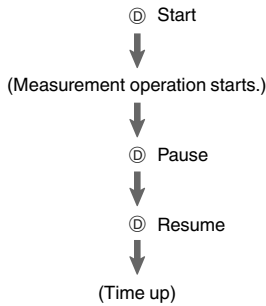 Ⓓ Start
(Measurement operation starts.)
Ⓓ Pause
Ⓓ Resume
(Time up)